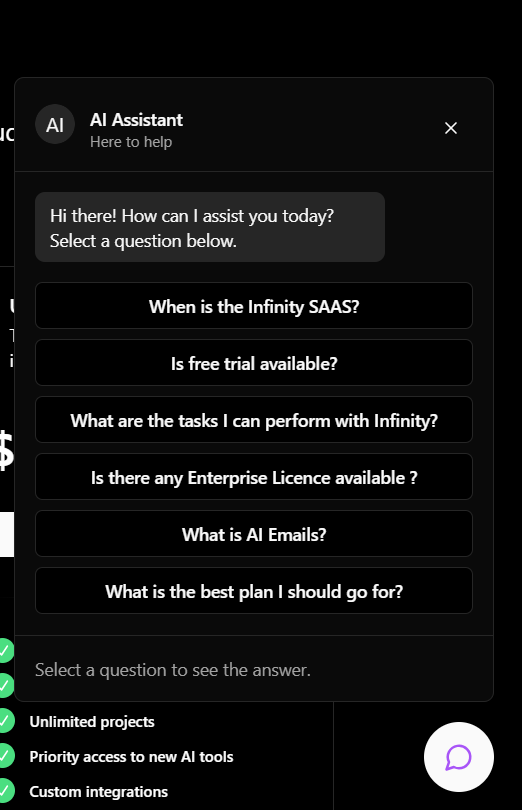 AI
AI Assistant
Here to help
Hi there! How can I assist you today?
Select a question below.
When is the Infinity SAAS?
Is free trial available?
What are the tasks I can perform with Infinity?
Is there any Enterprise Licence available ?
What is AI Emails?
What is the best plan I should go for?
Select a question to see the answer.
$
Unlimited projects
Priority access to new AI tools
Custom integrations